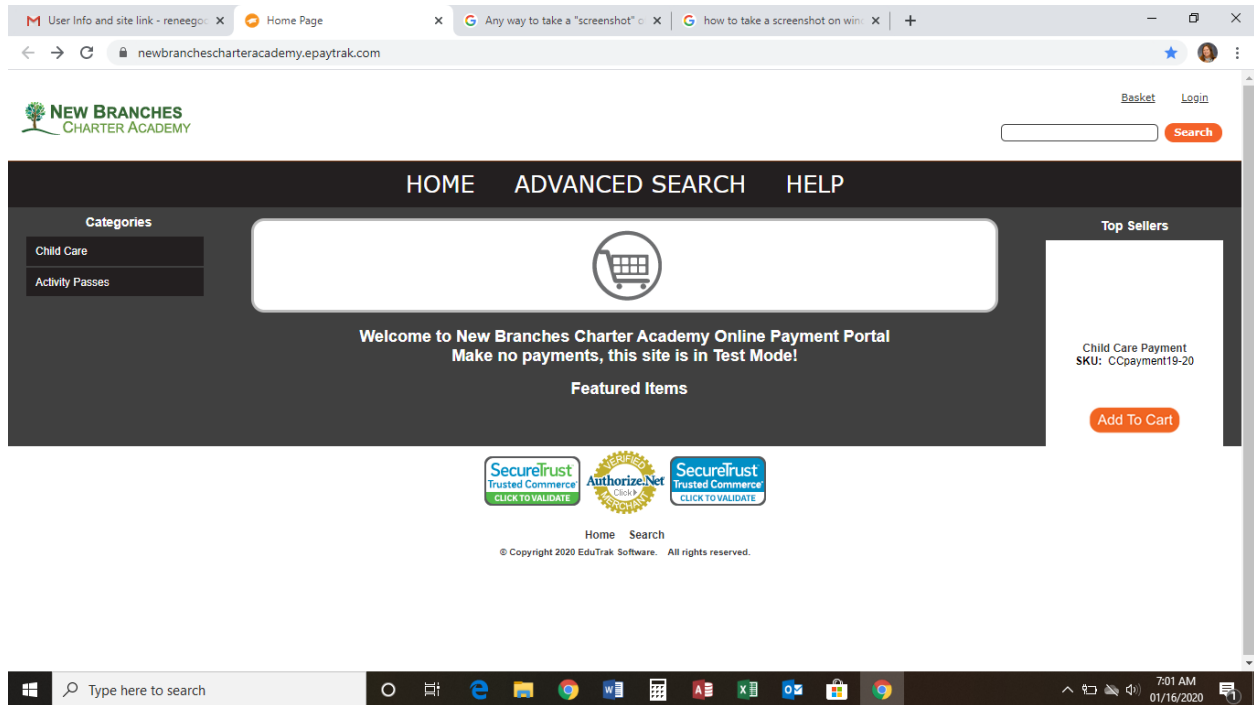 User Info and site link - reneegoc
Home Page
Any way to take a "screenshot" o
how to take a screenshot on wind
newbranchescharteracademy.epaytrak.com
NEW BRANCHES
CHARTER ACADEMY
Basket Login
Search
HOME ADVANCED SEARCH HELP
Categories
Child Care
Activity Passes
Welcome to New Branches Charter Academy Online Payment Portal
Make no payments, this site is in Test Mode!
Featured Items
Top Sellers
Child Care Payment
SKU: CCpayment19-20
Add To Cart
SecureTrust
Trusted Commerce
CLICK TO VALIDATE
VERIFIED
Authorize.Net
Click
MERCHANT
SecureTrust
Trusted Commerce
CLICK TO VALIDATE
Home Search
© Copyright 2020 EduTrak Software. All rights reserved.
Type here to search
7:01 AM
01/16/2020